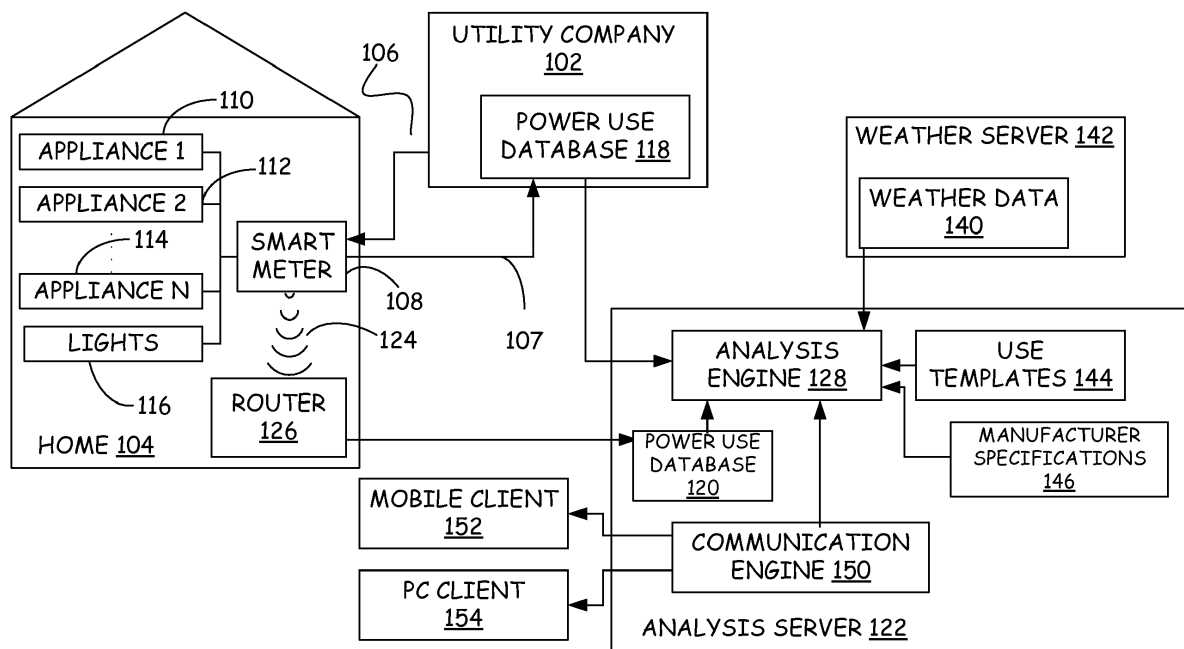 UTILITY COMPANY
102
106
110
APPLIANCE 1
POWER USE
DATABASE 118
WEATHER SERVER 142
112
APPLIANCE 2
WEATHER DATA
140
114
SMART
METER
APPLIANCE N
108
107
124
LIGHTS
116
ROUTER
126
HOME 104
ANALYSIS
ENGINE 128
USE
TEMPLATES 144
POWER USE
DATABASE
120
MANUFACTURER
SPECIFICATIONS
146
MOBILE CLIENT
152
COMMUNICATION
ENGINE 150
PC CLIENT
154
ANALYSIS SERVER 122